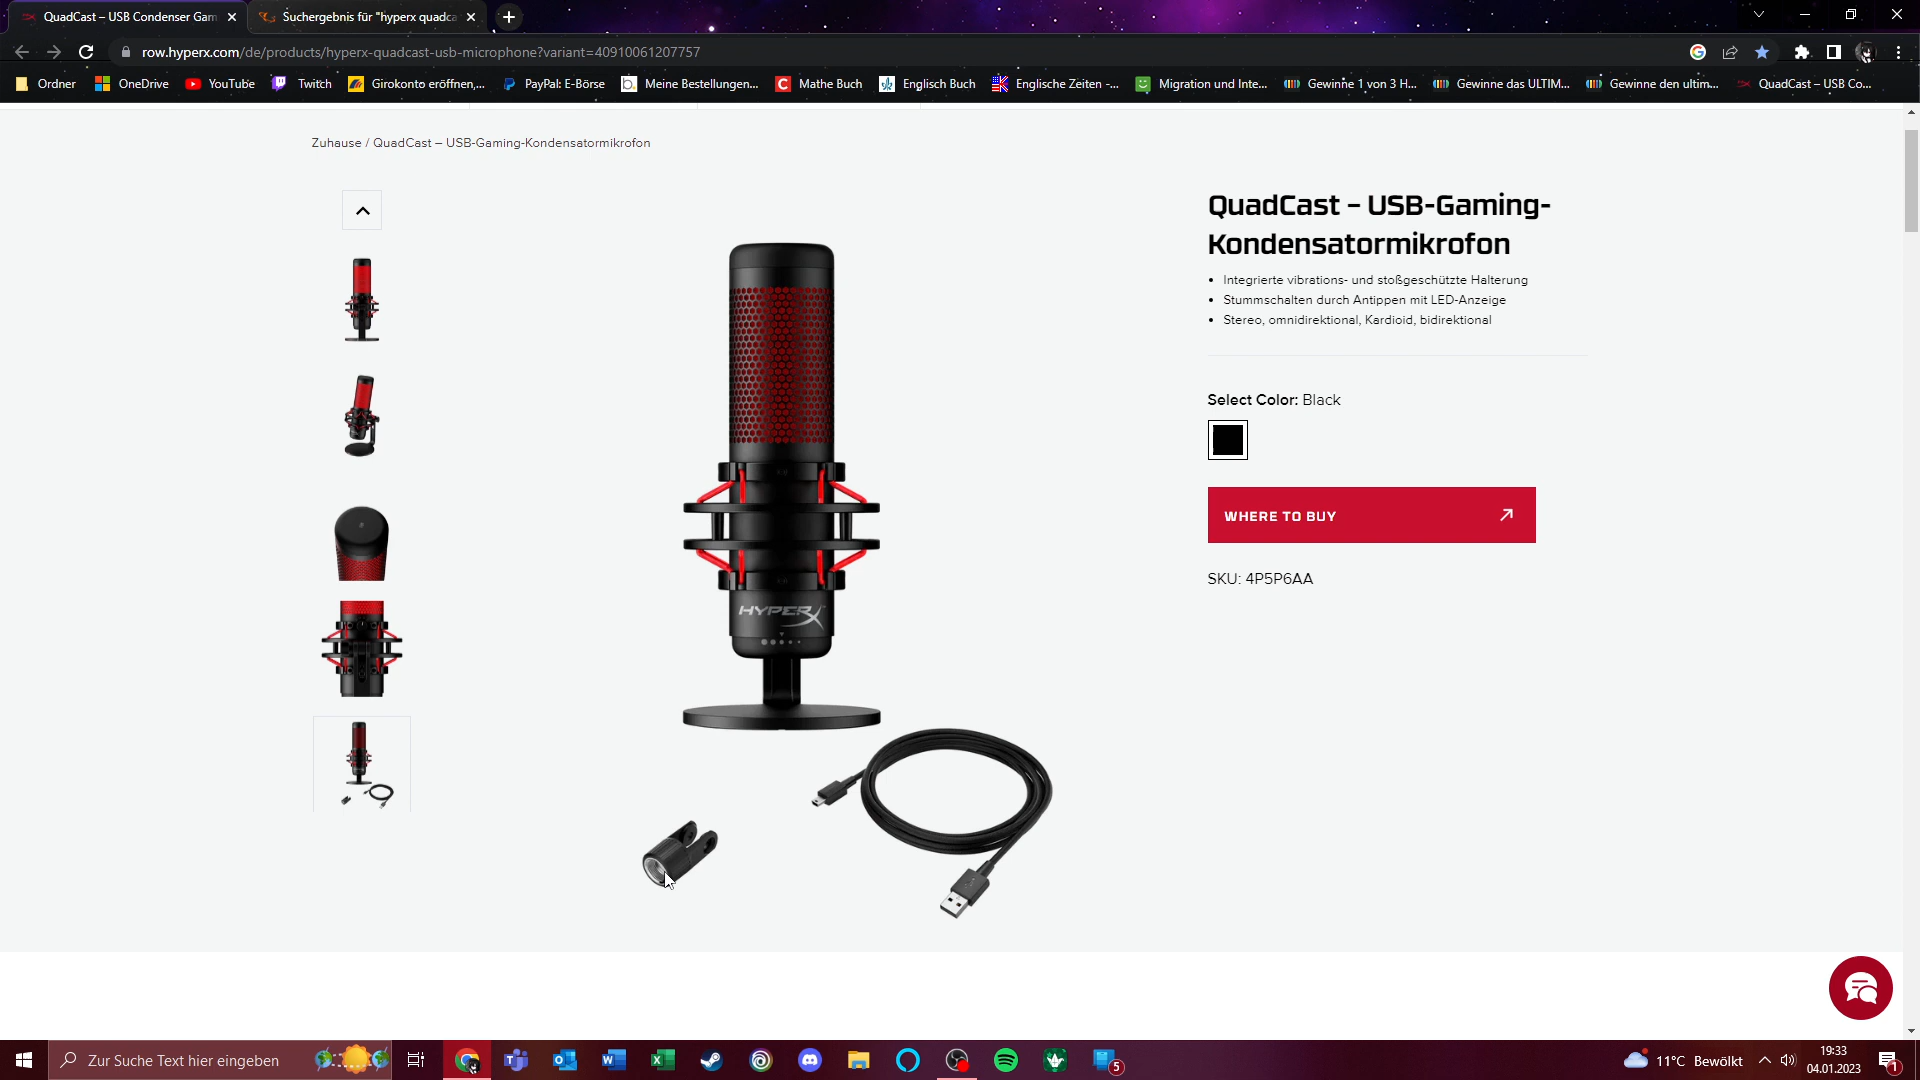 QuadCast – USB Condenser Gam
Suchergebnis für "hyperx quadca
row.hyperx.com/de/products/hyperx-quadcast-usb-microphone?variant=40910061207757
Ordner
OneDrive
YouTube
Twitch
Girokonto eröffnen,...
PayPal: E-Börse
Meine Bestellungen...
Mathe Buch
Englisch Buch
Englische Zeiten -...
Migration und Inte...
Gewinne 1 von 3 H...
Gewinne das ULTIM...
Gewinne den ultim...
QuadCast – USB Co...
Zuhause / QuadCast – USB-Gaming-Kondensatormikrofon
QuadCast – USB-Gaming-
Kondensatormikrofon
• Integrierte vibrations- und stoßgeschützte Halterung
• Stummschalten durch Antippen mit LED-Anzeige
• Stereo, omnidirektional, Kardioid, bidirektional
Select Color: Black
WHERE TO BUY
SKU: 4P5P6AA
HYPERX
Zur Suche Text hier eingeben
5
11°C Bewölkt
19:33
04.01.2023
1